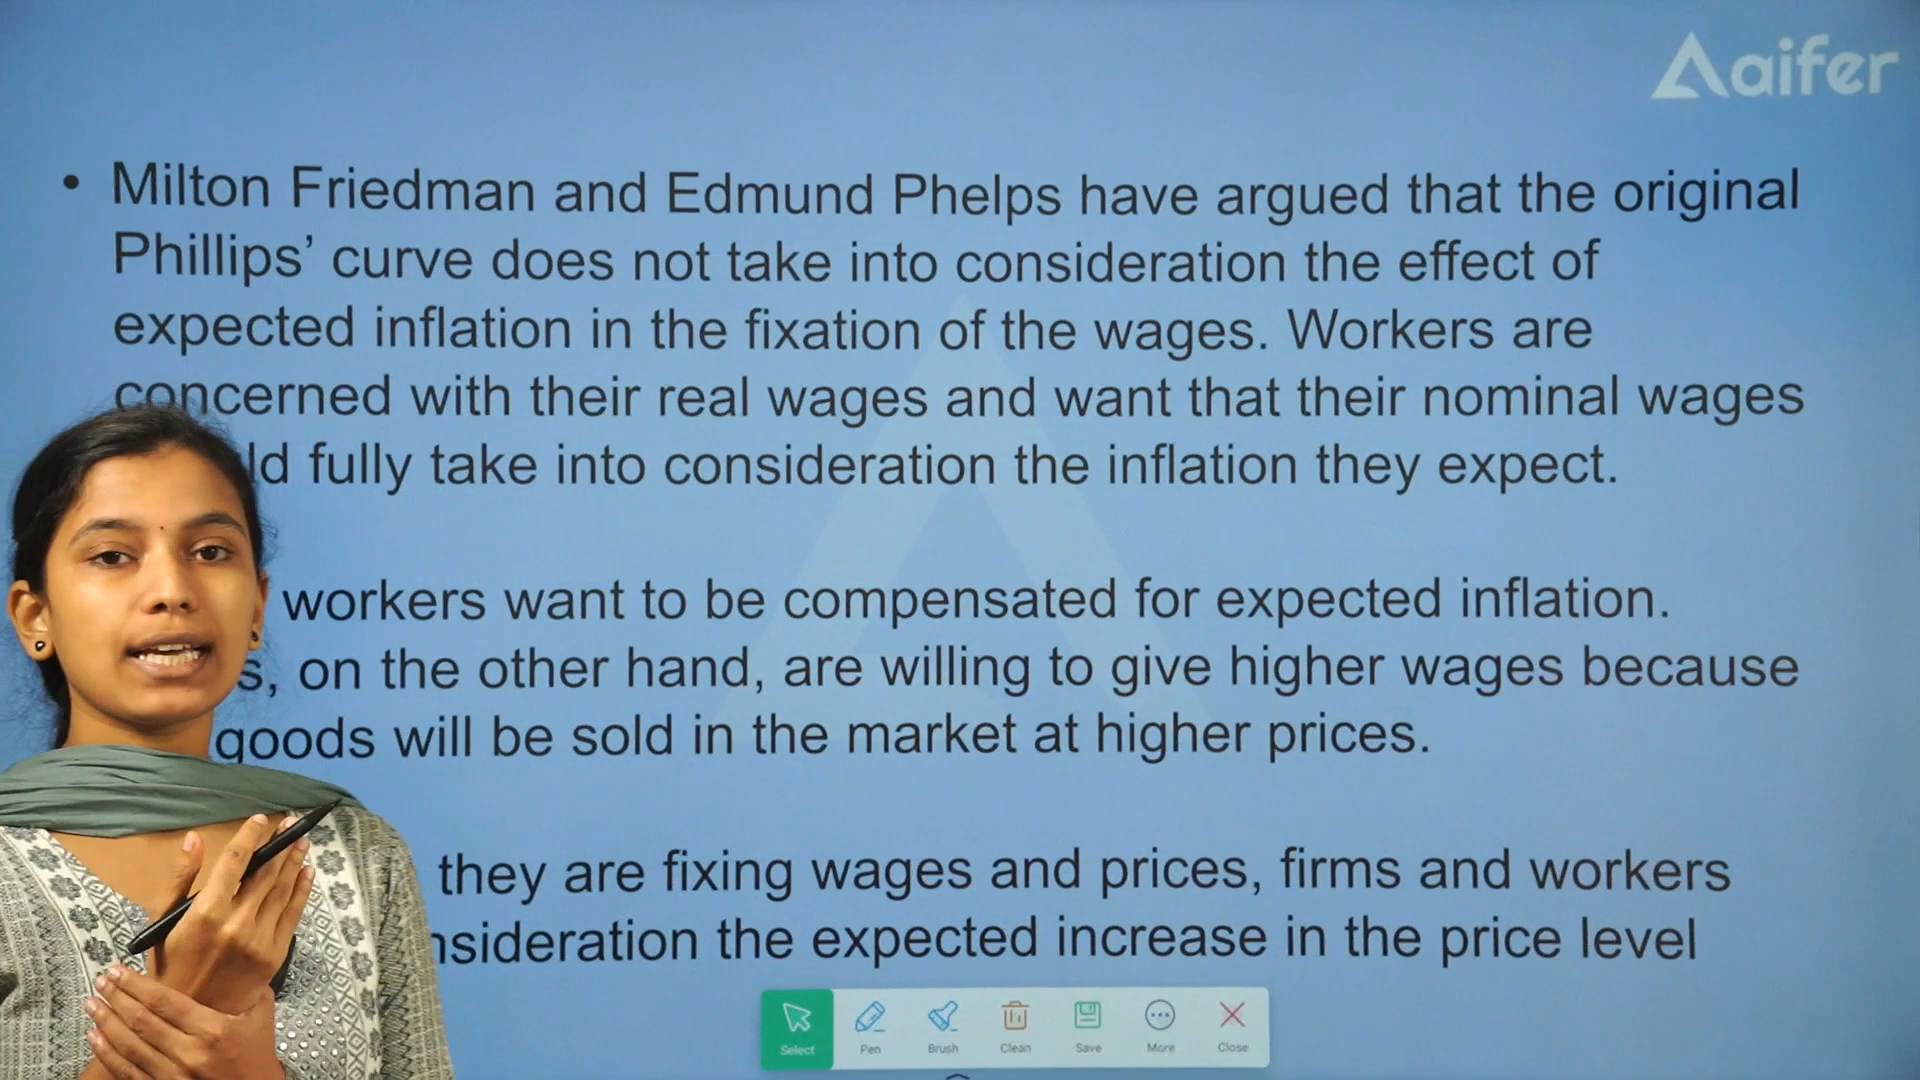 aifer
• Milton Friedman and Edmund Phelps have argued that the original
Phillips’ curve does not take into consideration the effect of
expected inflation in the fixation of the wages. Workers are
concerned with their real wages and want that their nominal wages
fully take into consideration the inflation they expect.
workers want to be compensated for expected inflation.
on the other hand, are willing to give higher wages because
goods will be sold in the market at higher prices.
they are fixing wages and prices, firms and workers
the expected increase in the price level
Select Pen Brush Clean Save More Close